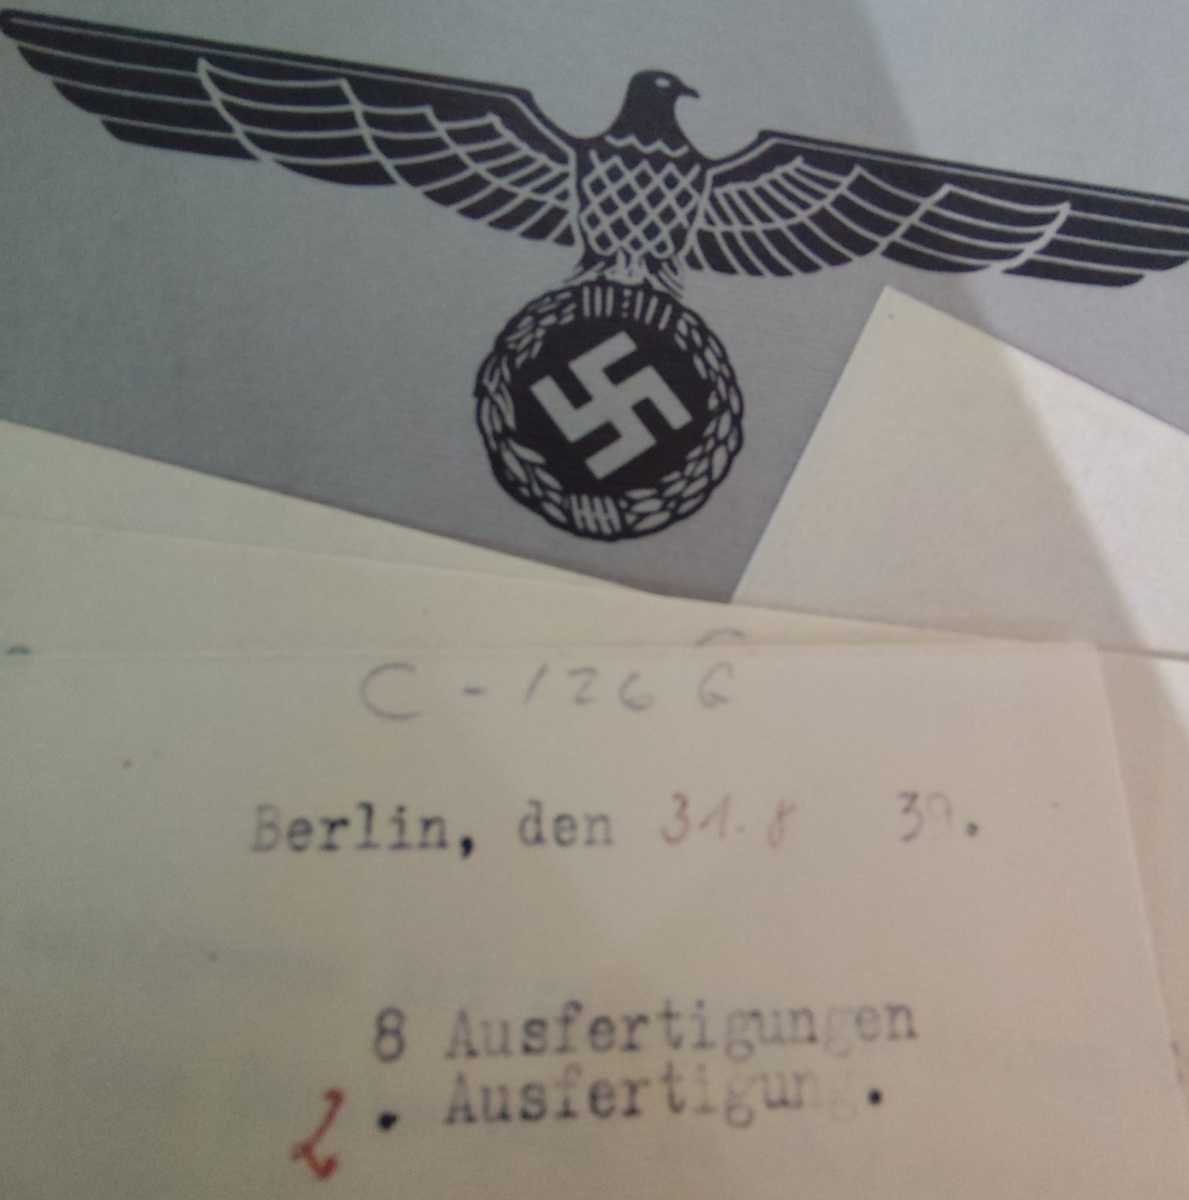 C - 126 G
Berlin, den 31. 8 39.
8 Ausfertigungen
2. Ausfertigung.